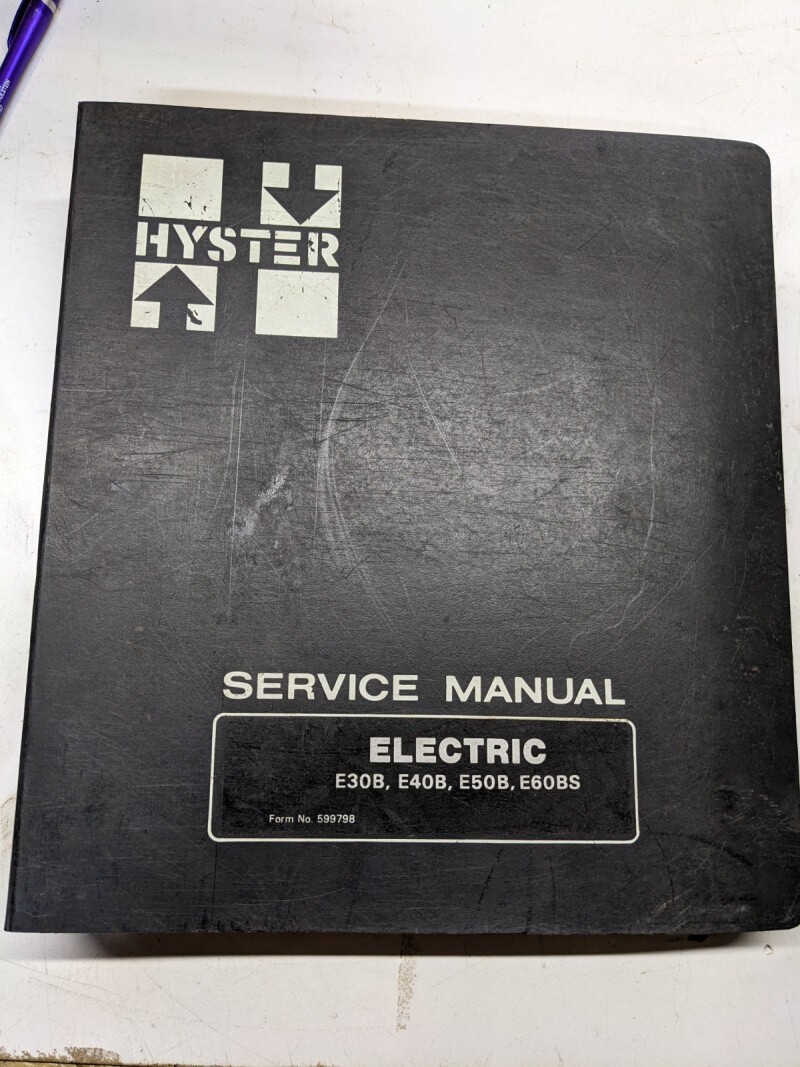 HYSTER
SERVICE MANUAL
ELECTRIC
E30B, E40B, E50B, E60BS
Form No. 599798